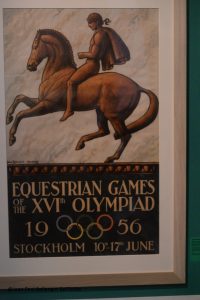 EQUESTRIAN GAMES
OF THE XVITH OLYMPIAD
19 56
STOCKHOLM 10TH-17TH JUNE